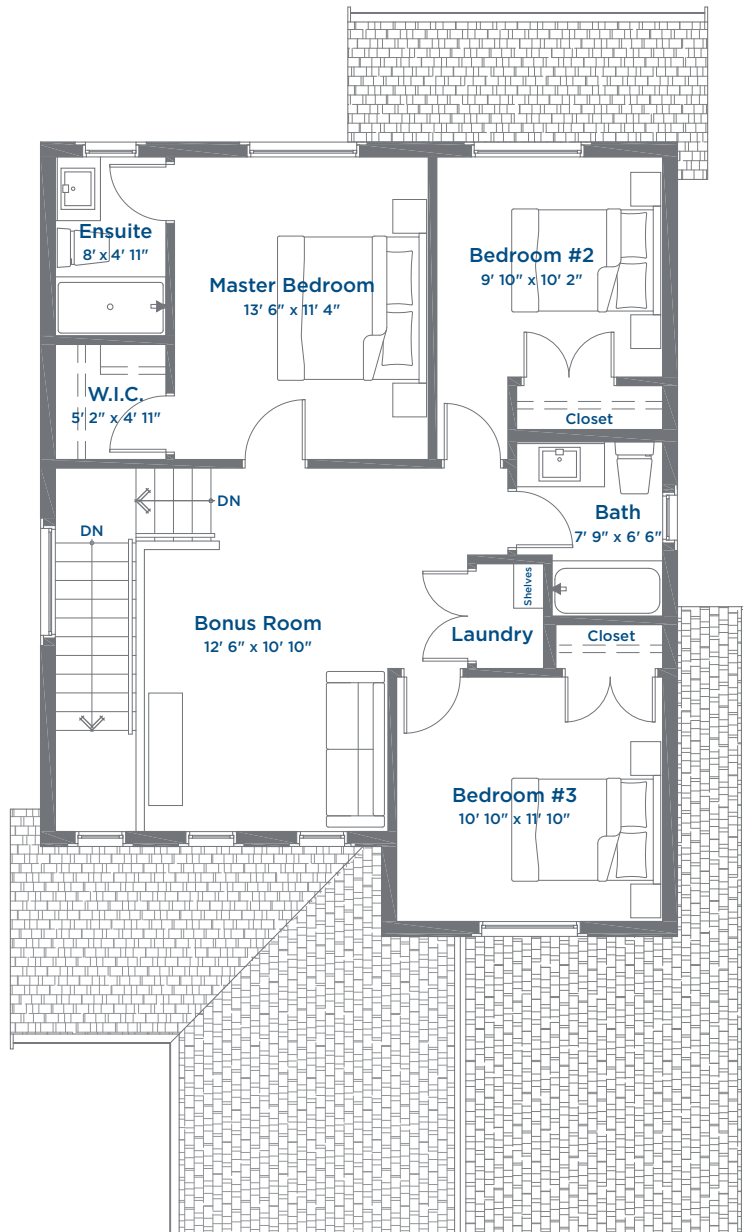 Ensuite
8' x 4' 11"
Master Bedroom
13' 6" x 11' 4"
Bedroom #2
9' 10" x 10' 2"
W.I.C.
5' 2" x 4' 11"
Closet
DN
DN
Bath
7' 9" x 6' 6"
Shelves
Bonus Room
12' 6" x 10' 10"
Laundry
Closet
Bedroom #3
10' 10" x 11' 10"